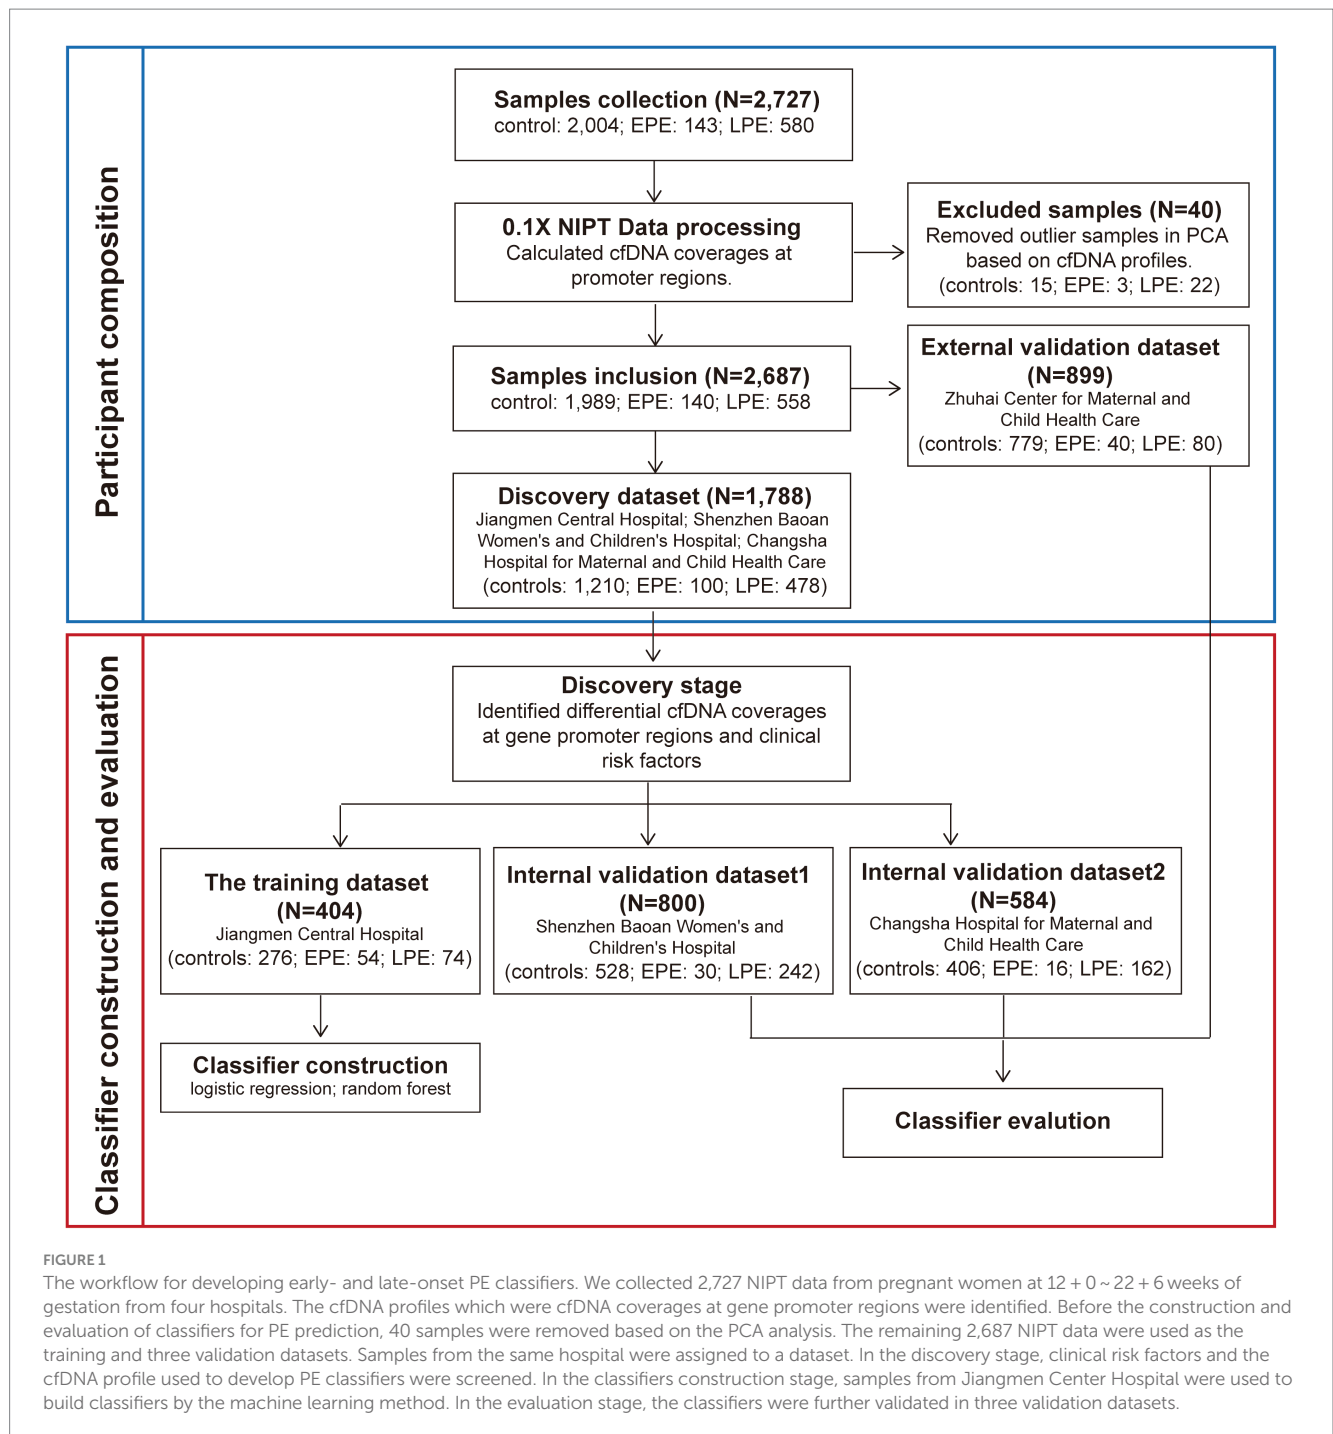 Participant composition
Samples collection (N=2,727)
control: 2,004; EPE: 143; LPE: 580
0.1X NIPT Data processing
Calculated cfDNA coverages at
promoter regions.
Excluded samples (N=40)
Removed outlier samples in PCA
based on cfDNA profiles.
(controls: 15; EPE: 3; LPE: 22)
Samples inclusion (N=2,687)
control: 1,989; EPE: 140; LPE: 558
External validation dataset
(N=899)
Zhuhai Center for Maternal and
Child Health Care
(controls: 779; EPE: 40; LPE: 80)
Discovery dataset (N=1,788)
Jiangmen Central Hospital; Shenzhen Baoan
Women's and Children's Hospital; Changsha
Hospital for Maternal and Child Health Care
(controls: 1,210; EPE: 100; LPE: 478)
Classifier construction and evaluation
Discovery stage
Identified differential cfDNA coverages
at gene promoter regions and clinical
risk factors
The training dataset
(N=404)
Jiangmen Central Hospital
(controls: 276; EPE: 54; LPE: 74)
Internal validation dataset1
(N=800)
Shenzhen Baoan Women's and
Children's Hospital
(controls: 528; EPE: 30; LPE: 242)
Internal validation dataset2
(N=584)
Changsha Hospital for Maternal and
Child Health Care
(controls: 406; EPE: 16; LPE: 162)
Classifier construction
logistic regression; random forest
Classifier evalution
FIGURE 1
The workflow for developing early- and late-onset PE classifiers. We collected 2,727 NIPT data from pregnant women at 12 + 0 ~ 22 + 6 weeks of
gestation from four hospitals. The cfDNA profiles which were cfDNA coverages at gene promoter regions were identified. Before the construction and
evaluation of classifiers for PE prediction, 40 samples were removed based on the PCA analysis. The remaining 2,687 NIPT data were used as the
training and three validation datasets. Samples from the same hospital were assigned to a dataset. In the discovery stage, clinical risk factors and the
cfDNA profile used to develop PE classifiers were screened. In the classifiers construction stage, samples from Jiangmen Center Hospital were used to
build classifiers by the machine learning method. In the evaluation stage, the classifiers were further validated in three validation datasets.